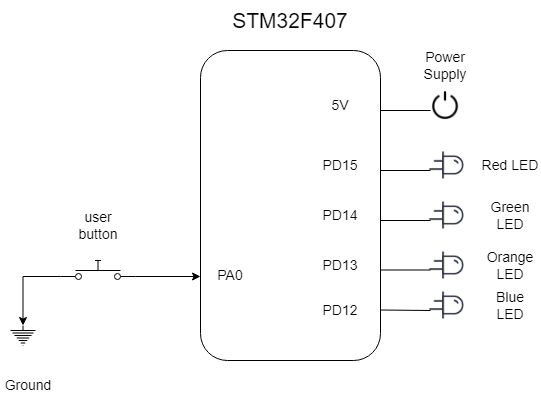 STM32F407
Power
Supply
5V
PD15
Red LED
PD14
Green
LED
user
button
PA0
PD13
Orange
LED
PD12
Blue
LED
Ground